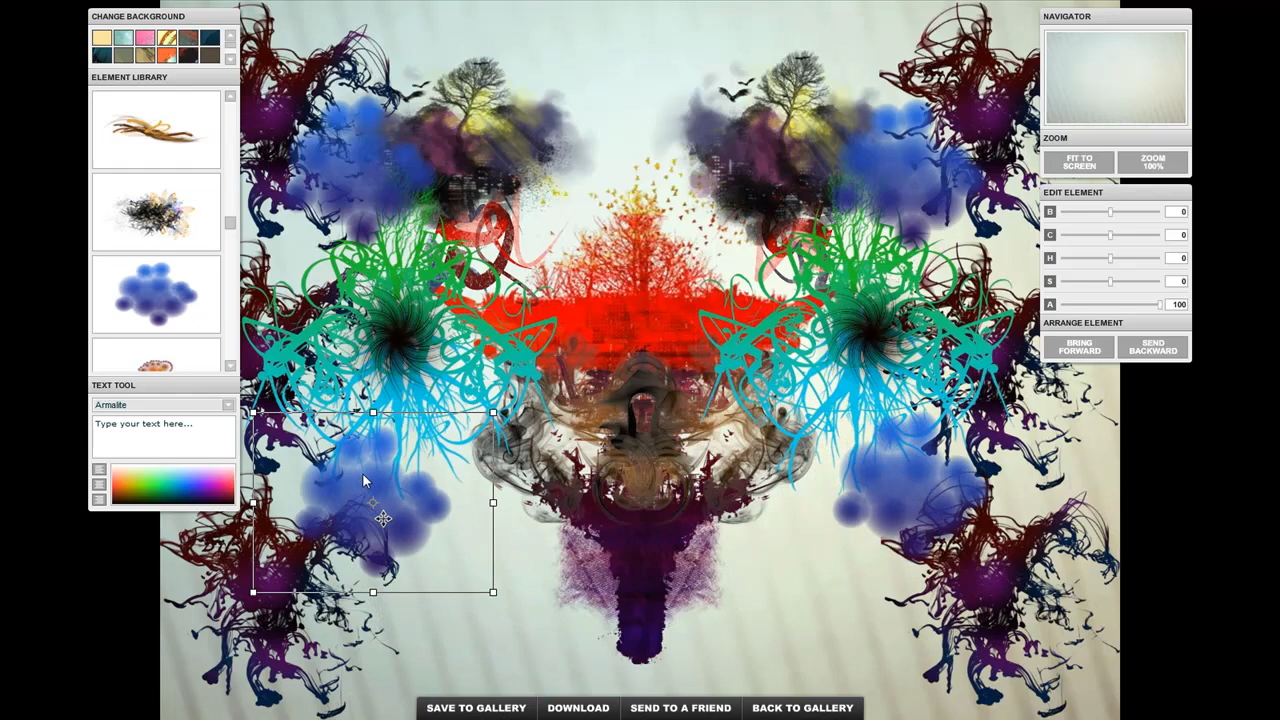 CHANGE BACKGROUND
ELEMENT LIBRARY
TEXT TOOL
Armalite
Type your text here...
NAVIGATOR
ZOOM
FIT TO
SCREEN
ZOOM
100%
EDIT ELEMENT
B 0
C 0
H 0
S 0
A 100
ARRANGE ELEMENT
BRING
FORWARD
SEND
BACKWARD
SAVE TO GALLERY
DOWNLOAD
SEND TO A FRIEND
BACK TO GALLERY